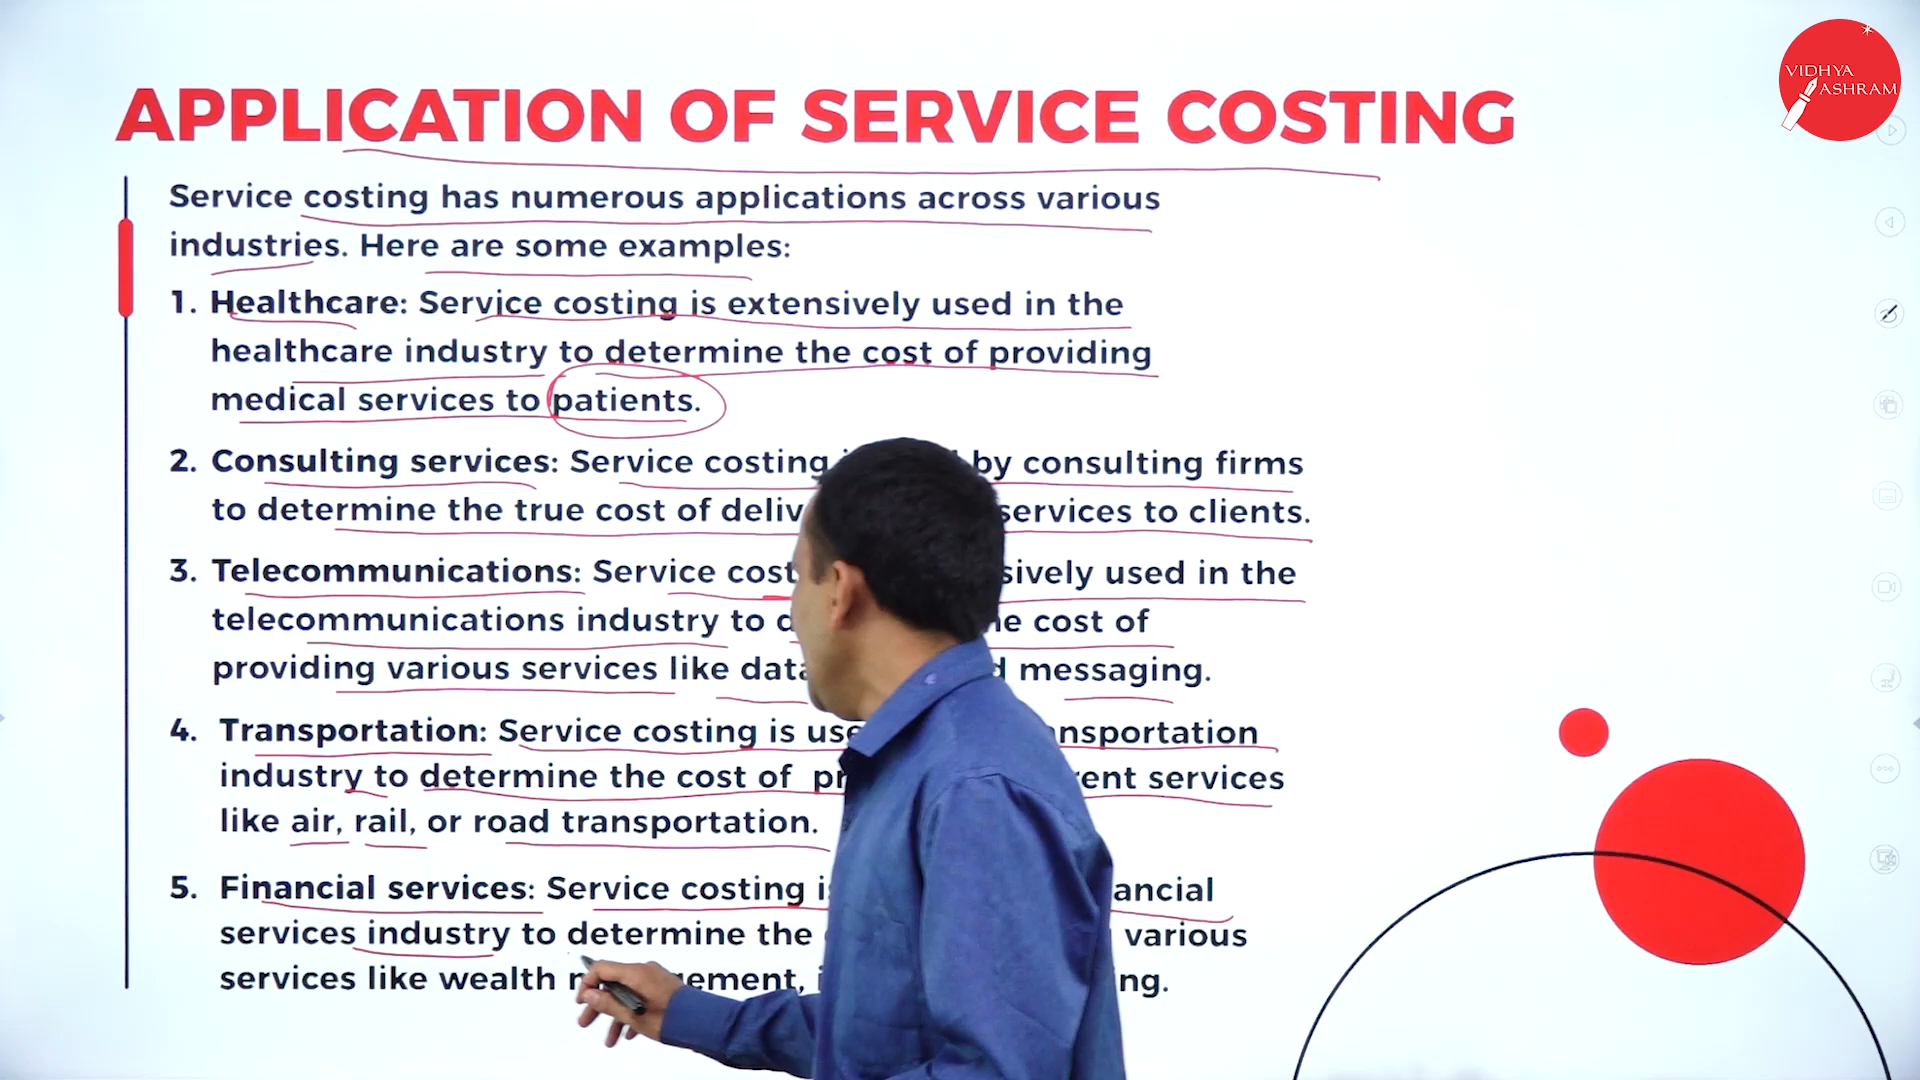 VIDHYA
ASHRAM
APPLICATION OF SERVICE COSTING
Service costing has numerous applications across various
industries. Here are some examples:
1. Healthcare: Service costing is extensively used in the
healthcare industry to determine the cost of providing
medical services to patients.
2. Consulting services: Service costing by consulting firms
to determine the true cost of services to clients.
3. Telecommunications: Service used in the
telecommunications industry to cost of
providing various services like messaging.
4. Transportation: Service costing is
industry to determine the cost of services
like air, rail, or road transportation.
5. Financial services: Service costing
services industry to determine the various
services like wealth